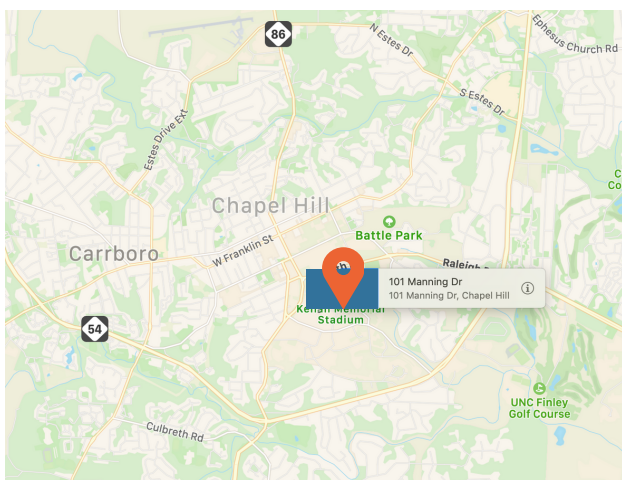 86
N Estes Dr
Ephesus Church Rd
S Estes Dr
Estes Drive Ext
C
Co
Chapel Hill
Battle Park
W Franklin St
Carrboro
Raleigh
101 Manning Dr
101 Manning Dr, Chapel Hill
Kenan Memorial
Stadium
54
UNC Finley
Golf Course
Culbreth Rd